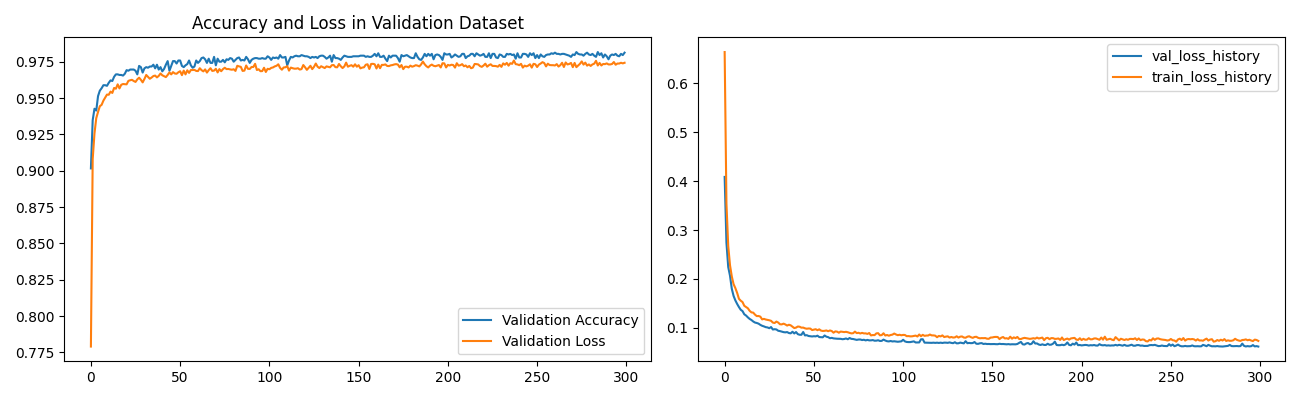 Accuracy and Loss in Validation Dataset
0.975
0.950
0.925
0.900
0.875
0.850
0.825
0.800
0.775
0 50 100 150 200 250 300
Validation Accuracy
Validation Loss
0.6
0.5
0.4
0.3
0.2
0.1
0 50 100 150 200 250 300
val_loss_history
train_loss_history